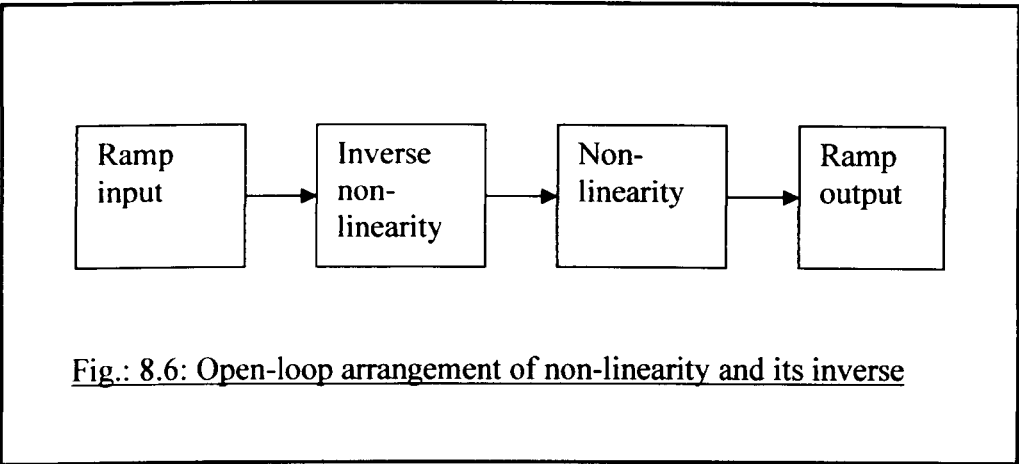 Ramp
input
Inverse
non-
linearity
Non-
linearity
Ramp
output
Fig.: 8.6: Open-loop arrangement of non-linearity and its inverse